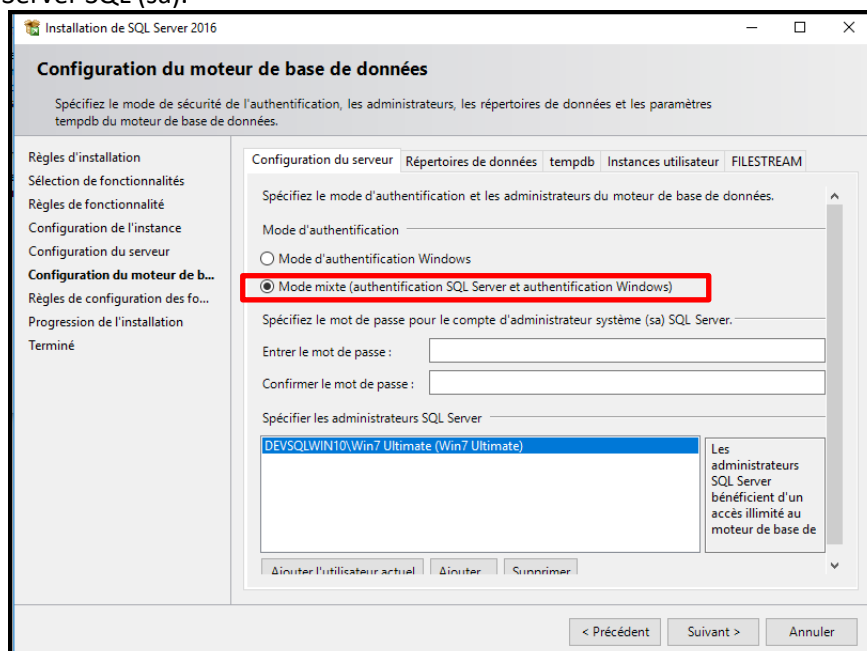 Server SQL (sa).
Installation de SQL Server 2016
Configuration du moteur de base de données
Spécifiez le mode de sécurité de l'authentification, les administrateurs, les répertoires de données et les paramètres
tempdb du moteur de base de données.
Règles d'installation
Sélection de fonctionnalités
Règles de fonctionnalité
Configuration de l'instance
Configuration du serveur
Configuration du moteur de b...
Règles de configuration des fo...
Progression de l'installation
Terminé
Configuration du serveur Répertoires de données tempdb Instances utilisateur FILESTREAM
Spécifiez le mode d'authentification et les administrateurs du moteur de base de données.
Mode d'authentification
Mode d'authentification Windows
Mode mixte (authentification SQL Server et authentification Windows)
Spécifiez le mot de passe pour le compte d'administrateur système (sa) SQL Server.
Entrer le mot de passe :
Confirmer le mot de passe :
Spécifier les administrateurs SQL Server
DEVSQLWIN10\Win7 Ultimate (Win7 Ultimate)
Les
administrateurs
SQL Server
bénéficient d'un
accès illimité au
moteur de base de
Ajouter l'utilisateur actuel Ajouter... Supprimer
< Précédent Suivant > Annuler